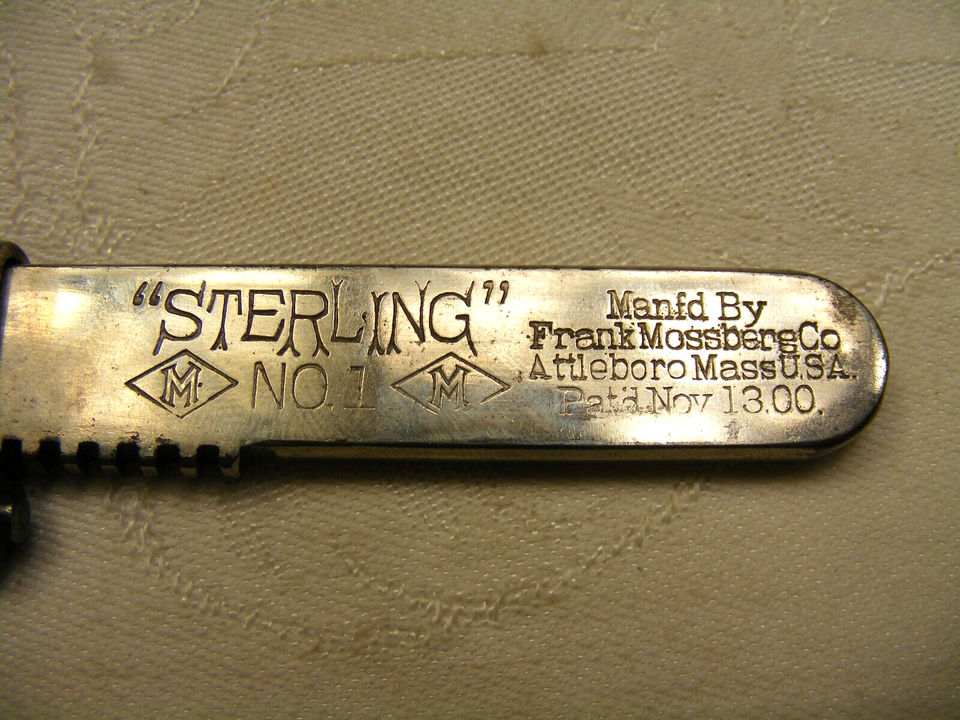 "STERLING"
M NO. 1 M
Manfd By
Frank Mossberg Co
Attleboro Mass U.S.A.
Pat'd. Nov 13.00.